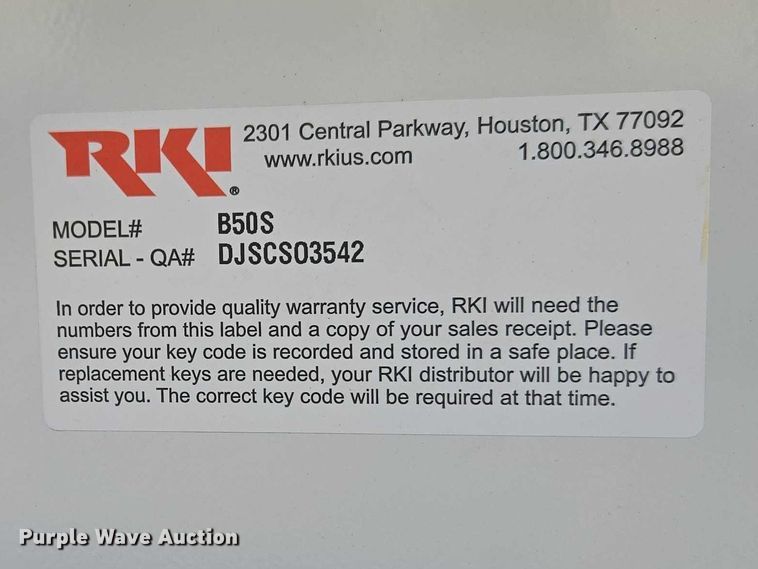 RKI®
2301 Central Parkway, Houston, TX 77092
www.rkius.com 1.800.346.8988
MODEL# B50S
SERIAL - QA# DJSCS03542
In order to provide quality warranty service, RKI will need the
numbers from this label and a copy of your sales receipt. Please
ensure your key code is recorded and stored in a safe place. If
replacement keys are needed, your RKI distributor will be happy to
assist you. The correct key code will be required at that time.
Purple Wave Auction